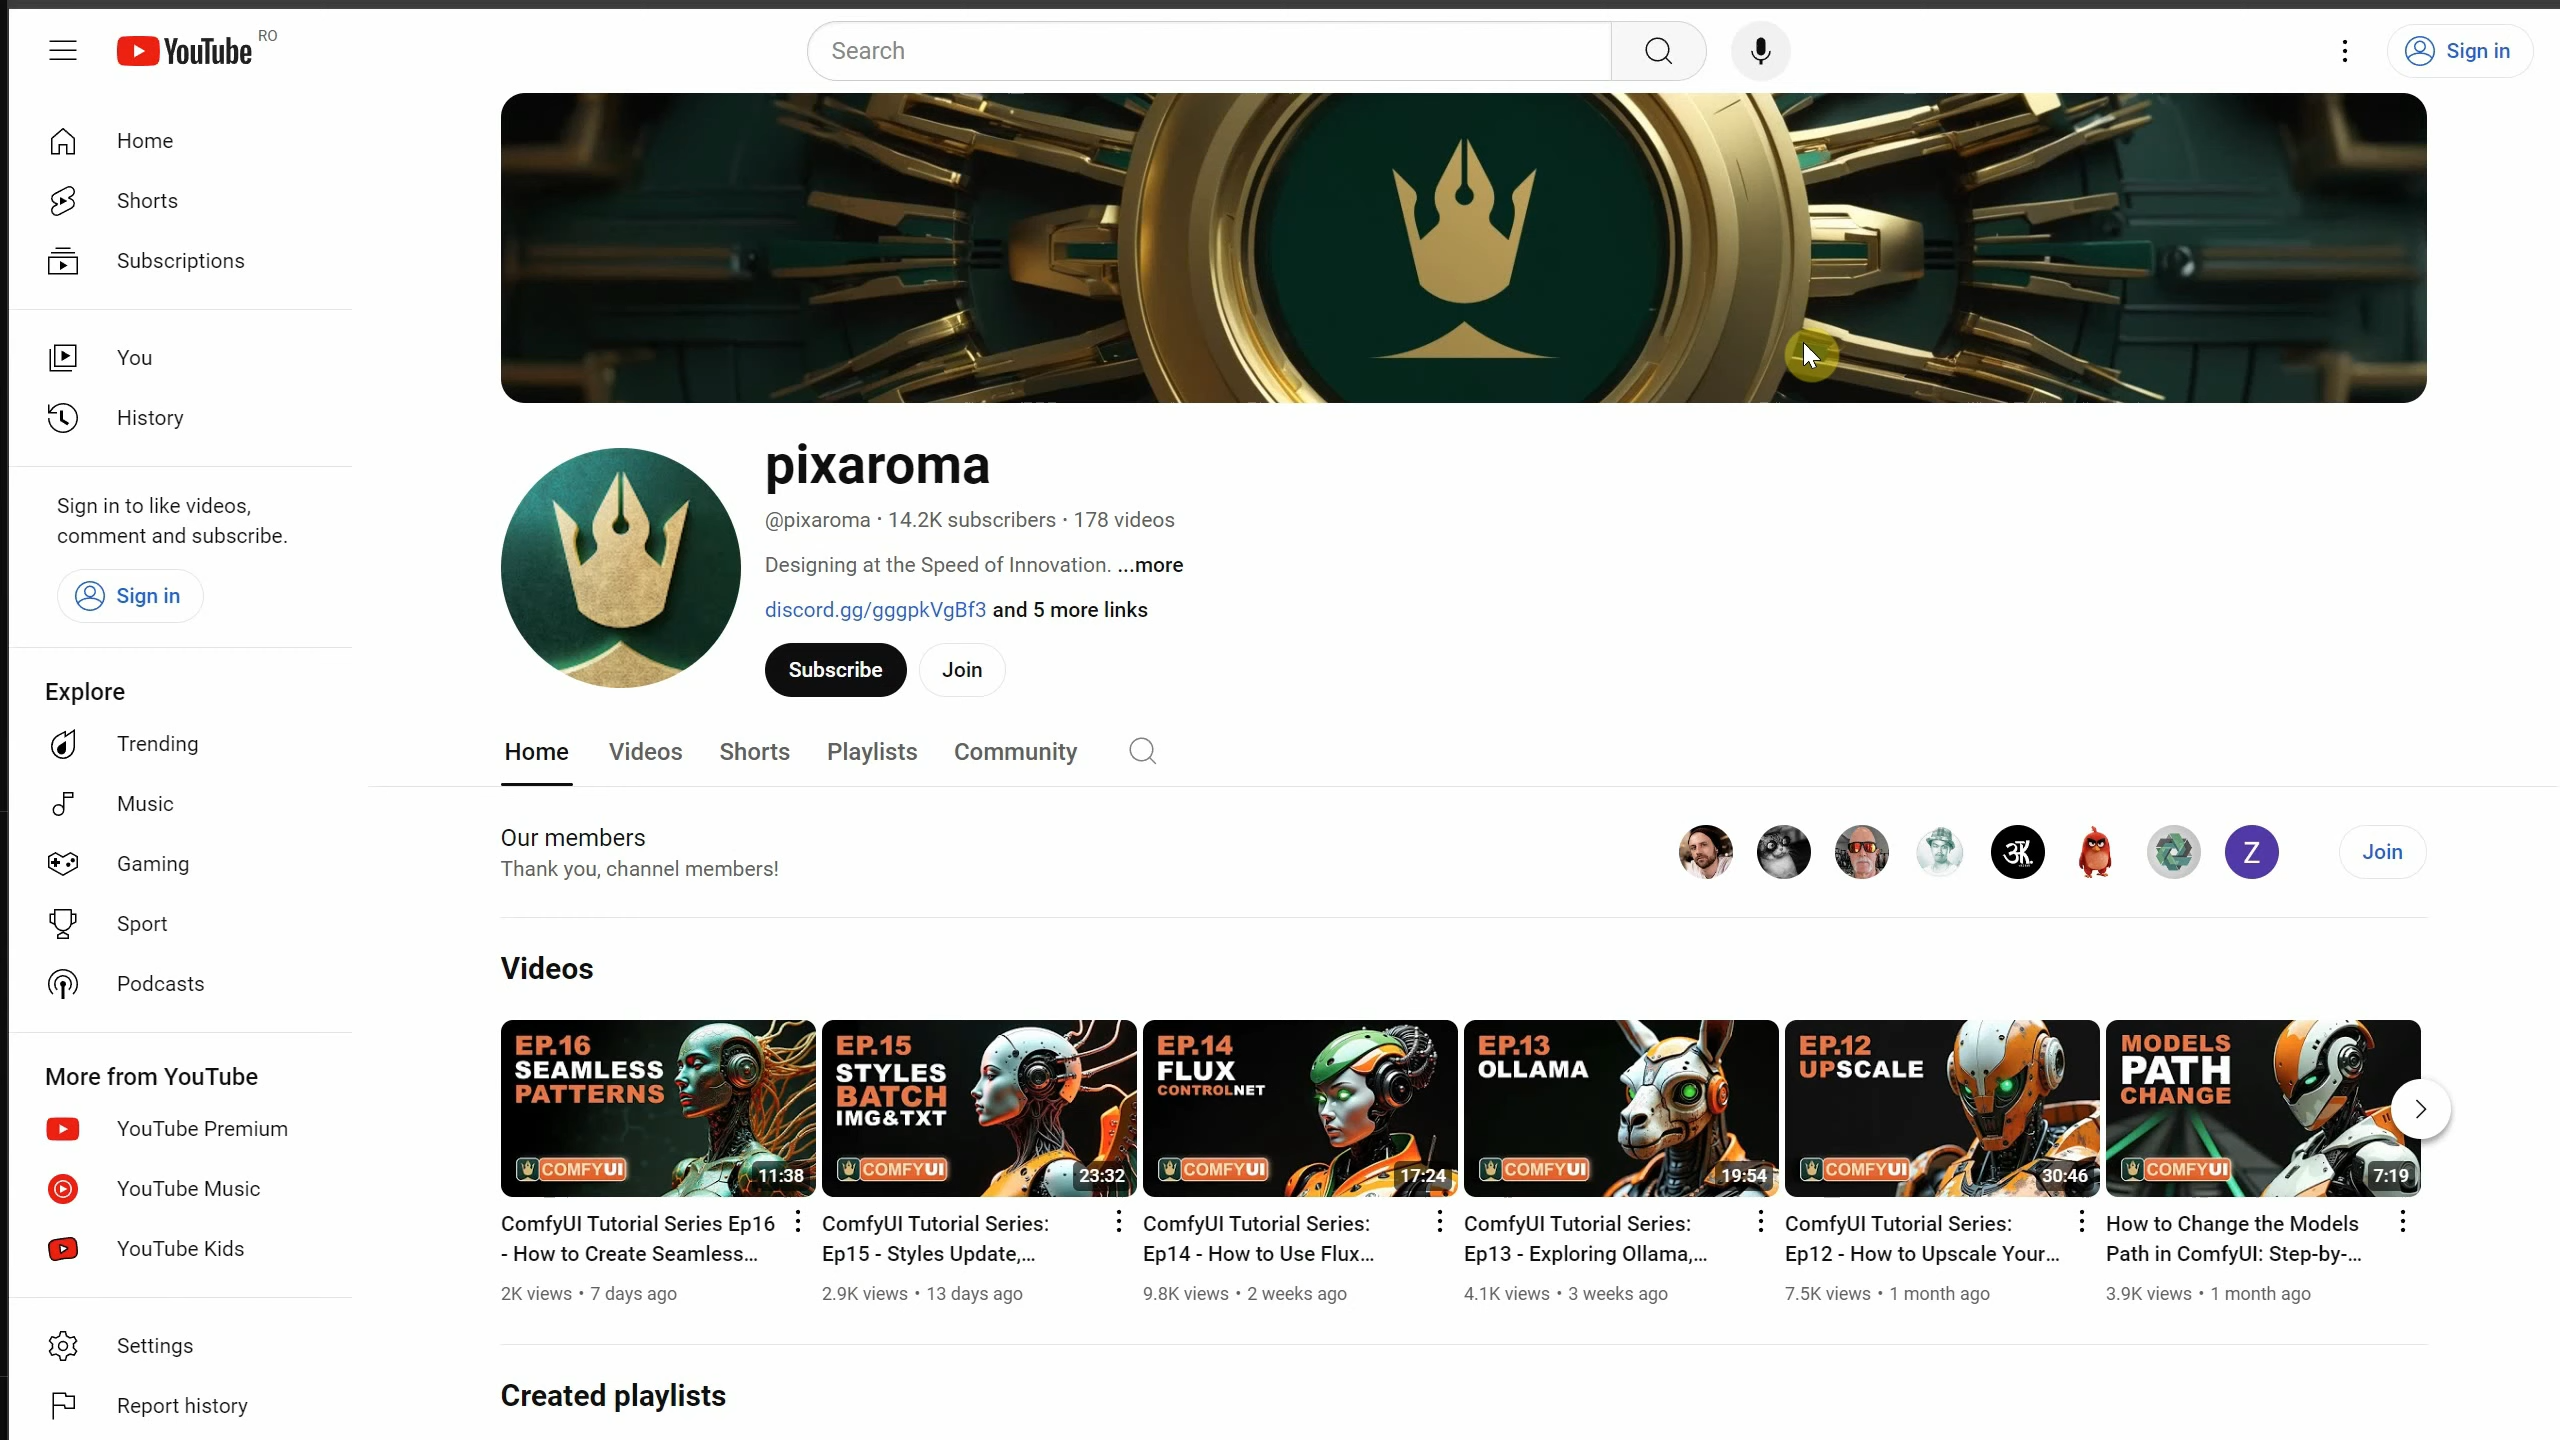 YouTube RO
Search
Sign in
Home
Shorts
Subscriptions
You
History
Sign in to like videos,
comment and subscribe.
Sign in
Explore
Trending
Music
Gaming
Sport
Podcasts
More from YouTube
YouTube Premium
YouTube Music
YouTube Kids
Settings
Report history
pixaroma
@pixaroma • 14.2K subscribers • 178 videos
Designing at the Speed of Innovation. ...more
discord.gg/gggpkVgBf3 and 5 more links
Subscribe
Join
Home
Videos
Shorts
Playlists
Community
Our members
Thank you, channel members!
Z
Join
Videos
EP.16
SEAMLESS
PATTERNS
COMFYUI
11:38
ComfyUI Tutorial Series Ep16
- How to Create Seamless...
2K views • 7 days ago
EP.15
STYLES
BATCH
IMG&TXT
COMFYUI
23:32
ComfyUI Tutorial Series:
Ep15 - Styles Update,...
2.9K views • 13 days ago
EP.14
FLUX
CONTROLNET
COMFYUI
17:24
ComfyUI Tutorial Series:
Ep14 - How to Use Flux...
9.8K views • 2 weeks ago
EP.13
OLLAMA
COMFYUI
19:54
ComfyUI Tutorial Series:
Ep13 - Exploring Ollama,...
4.1K views • 3 weeks ago
EP.12
UPSCALE
COMFYUI
30:46
ComfyUI Tutorial Series:
Ep12 - How to Upscale Your...
7.5K views • 1 month ago
MODELS
PATH
CHANGE
COMFYUI
7:19
How to Change the Models
Path in ComfyUI: Step-by-...
3.9K views • 1 month ago
Created playlists